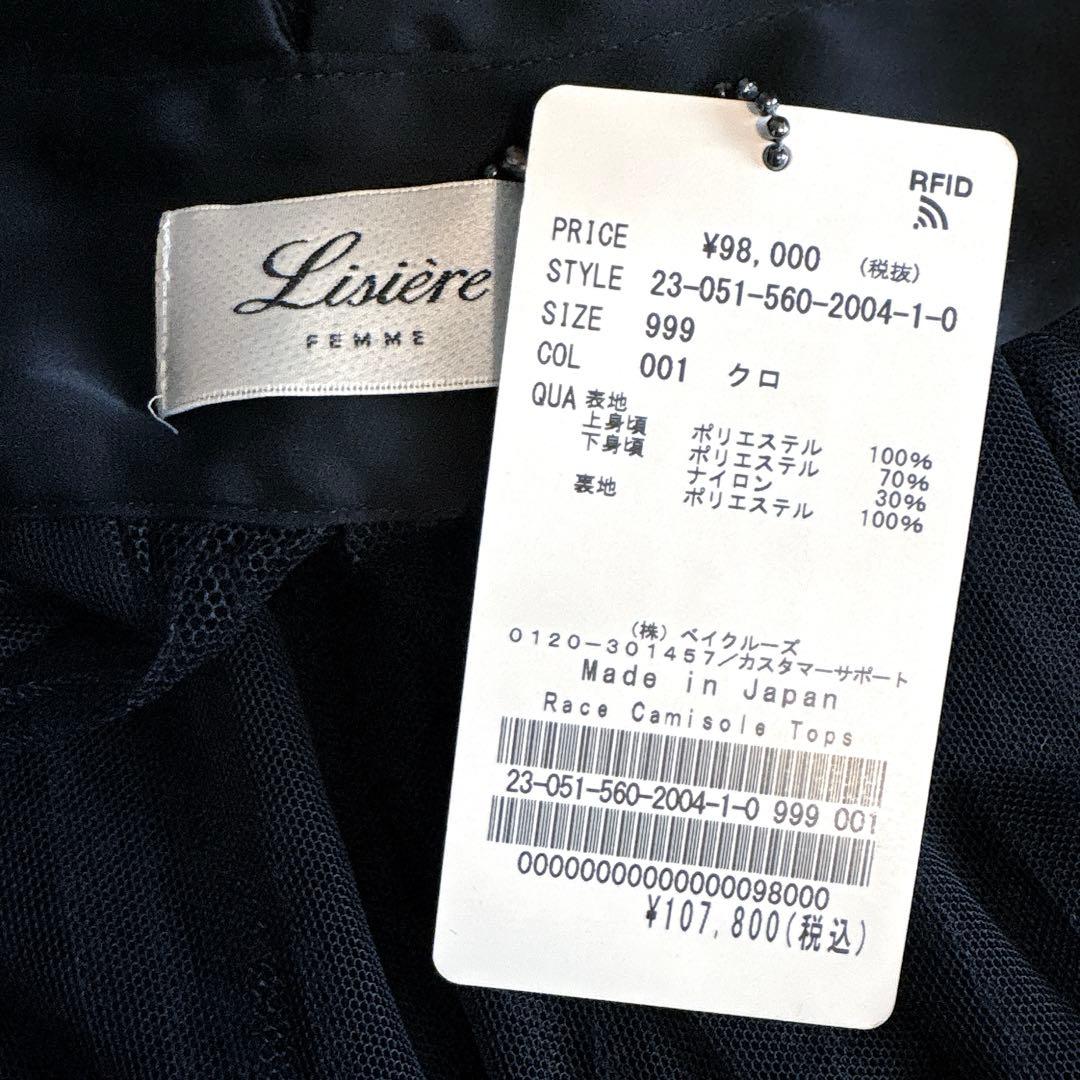 Lisière
FEMME
RFID
PRICE ¥98,000 (税抜)
STYLE 23-051-560-2004-1-0
SIZE 999
COL 001 クロ
QUA 表地
上身頃 ポリエステル 100%
下身頃 ポリエステル 70%
ナイロン 30%
裏地 ポリエステル 100%
(株) ベイクルーズ
0120-301457/カスタマーサポート
Made in Japan
Race Camisole Tops
23-051-560-2004-1-0 999 001
0000000000000098000
¥107,800(税込)